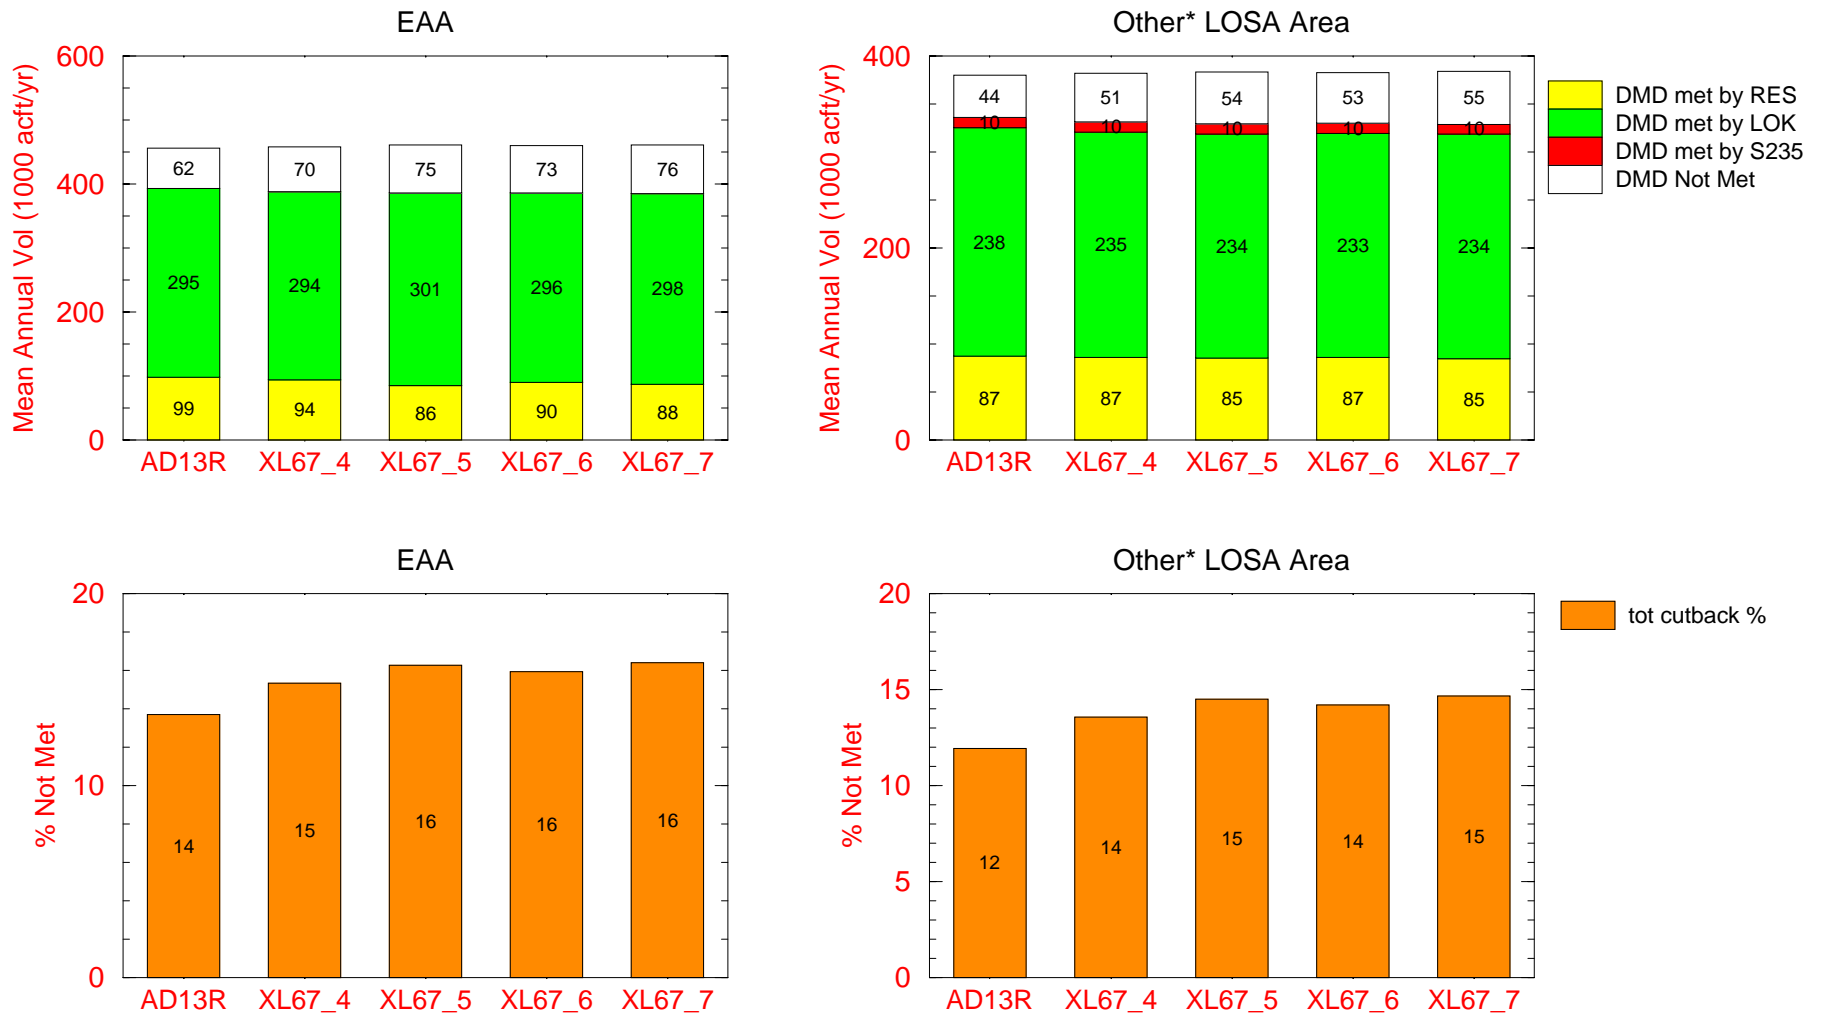 EAA
Mean Annual Vol (1000 acft/yr)
600
400
200
0
62 70 75 73 76
295 294 301 296 298
99 94 86 90 88
AD13R XL67_4 XL67_5 XL67_6 XL67_7
Other* LOSA Area
Mean Annual Vol (1000 acft/yr)
400
200
0
44 51 54 53 55
10 10 10 10 10
238 235 234 233 234
87 87 85 87 85
AD13R XL67_4 XL67_5 XL67_6 XL67_7
DMD met by RES
DMD met by LOK
DMD met by S235
DMD Not Met
EAA
% Not Met
20
10
0
14 15 16 16 16
AD13R XL67_4 XL67_5 XL67_6 XL67_7
Other* LOSA Area
% Not Met
20
15
10
5
0
12 14 15 14 15
AD13R XL67_4 XL67_5 XL67_6 XL67_7
tot cutback %